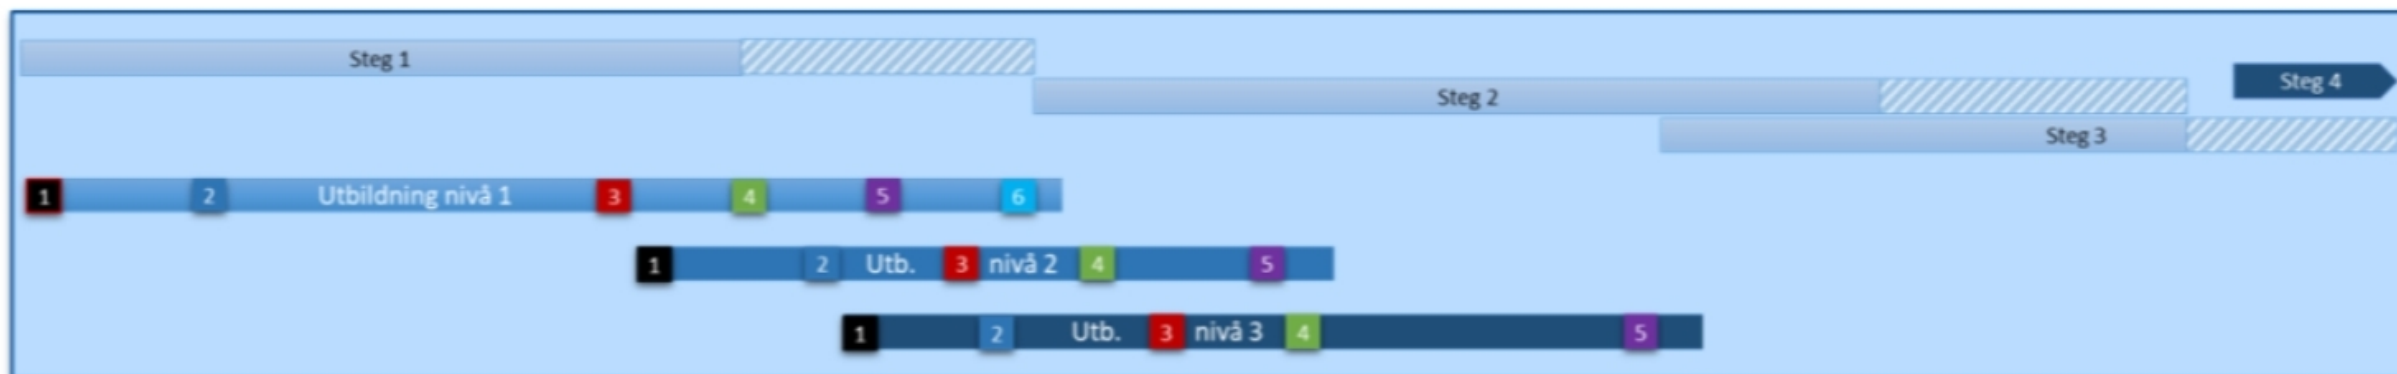 Steg 1
Steg 2
Steg 4
Steg 3
1 2 Utbildning nivå 1 3 4 5 6
1 2 Utb. 3 nivå 2 4 5
1 2 Utb. 3 nivå 3 4 5